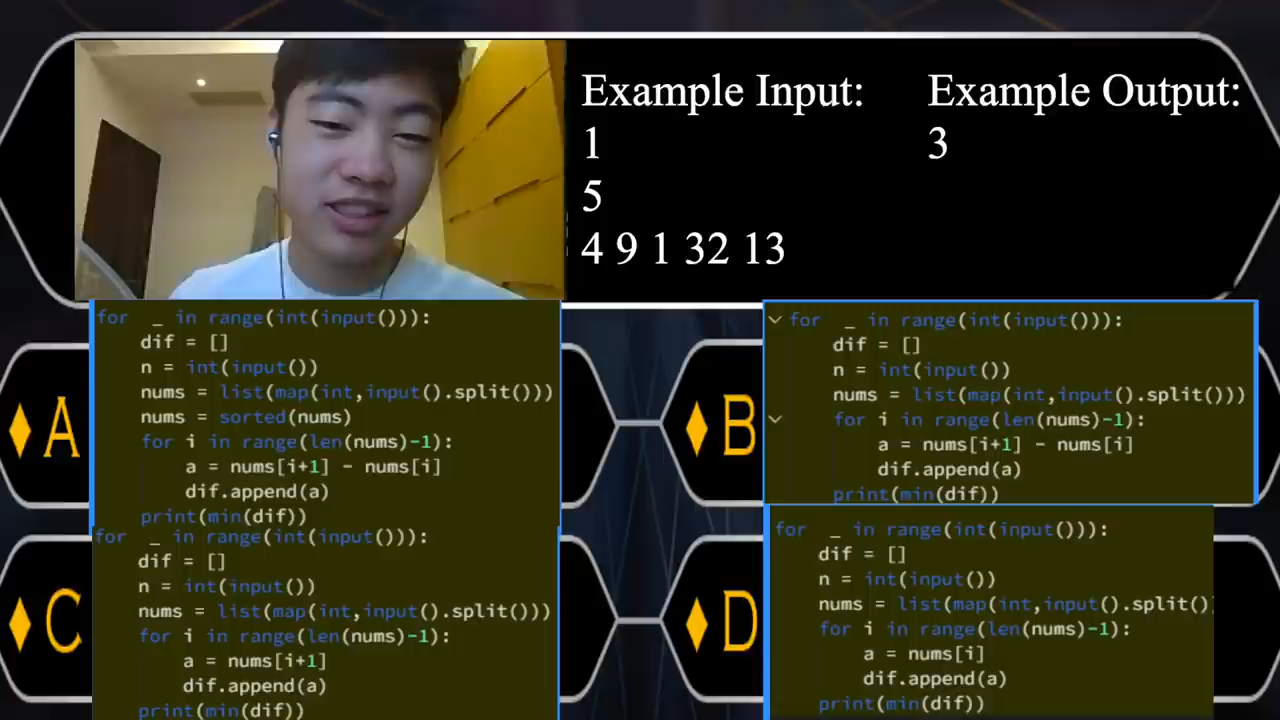 Example Input:
1
5
4 9 1 32 13
Example Output:
3
A
for _ in range(int(input())):
dif = []
n = int(input())
nums = list(map(int,input().split()))
nums = sorted(nums)
for i in range(len(nums)-1):
a = nums[i+1] - nums[i]
dif.append(a)
print(min(dif))
B
for _ in range(int(input())):
dif = []
n = int(input())
nums = list(map(int,input().split()))
for i in range(len(nums)-1):
a = nums[i+1] - nums[i]
dif.append(a)
print(min(dif))
C
for _ in range(int(input())):
dif = []
n = int(input())
nums = list(map(int,input().split()))
for i in range(len(nums)-1):
a = nums[i+1]
dif.append(a)
print(min(dif))
D
for _ in range(int(input())):
dif = []
n = int(input())
nums = list(map(int,input().split()
for i in range(len(nums)-1):
a = nums[i]
dif.append(a)
print(min(dif))